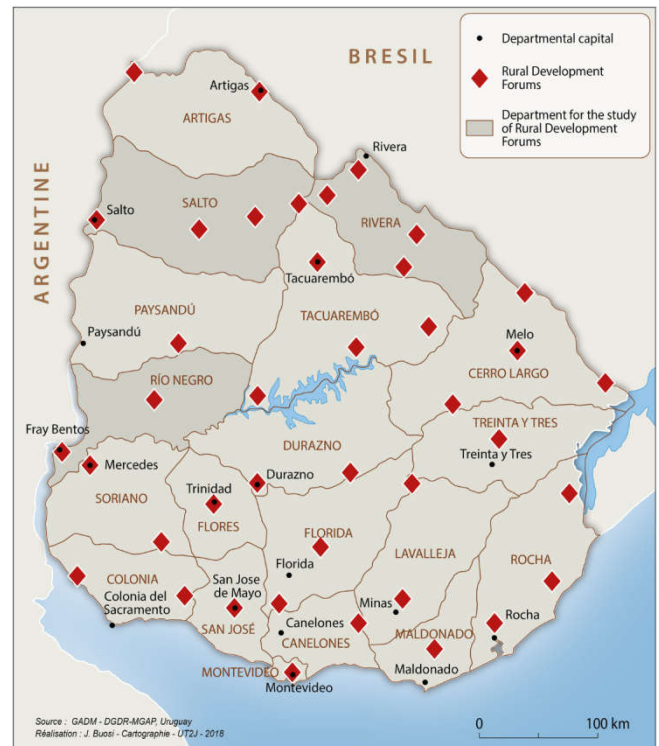 BRESIL
ARGENTINE
Departmental capital
Rural Development
Forums
Department for the study
of Rural Development
Forums
Artigas
ARTIGAS
Rivera
Salto
SALTO
RIVERA
Tacuarembó
PAYSANDÚ
TACUAREMBÓ
Paysandú
Melo
RÍO NEGRO
CERRO LARGO
Fray Bentos
TREINTA Y TRES
DURAZNO
Mercedes
Treinta y Tres
Durazno
SORIANO
Trinidad
FLORES
FLORIDA
LAVALLEJA
ROCHA
Florida
COLONIA
San Jose
de Mayo
Colonia del
Sacramento
Minas
Rocha
Canelones
SAN JOSÉ
CANELONES
MALDONADO
MONTEVIDEO
Maldonado
Montevideo
Source : GADM - DGDR-MGAP, Uruguay
Réalisation : J. Buosi - Cartographie - UT2J - 2018
0 100 km